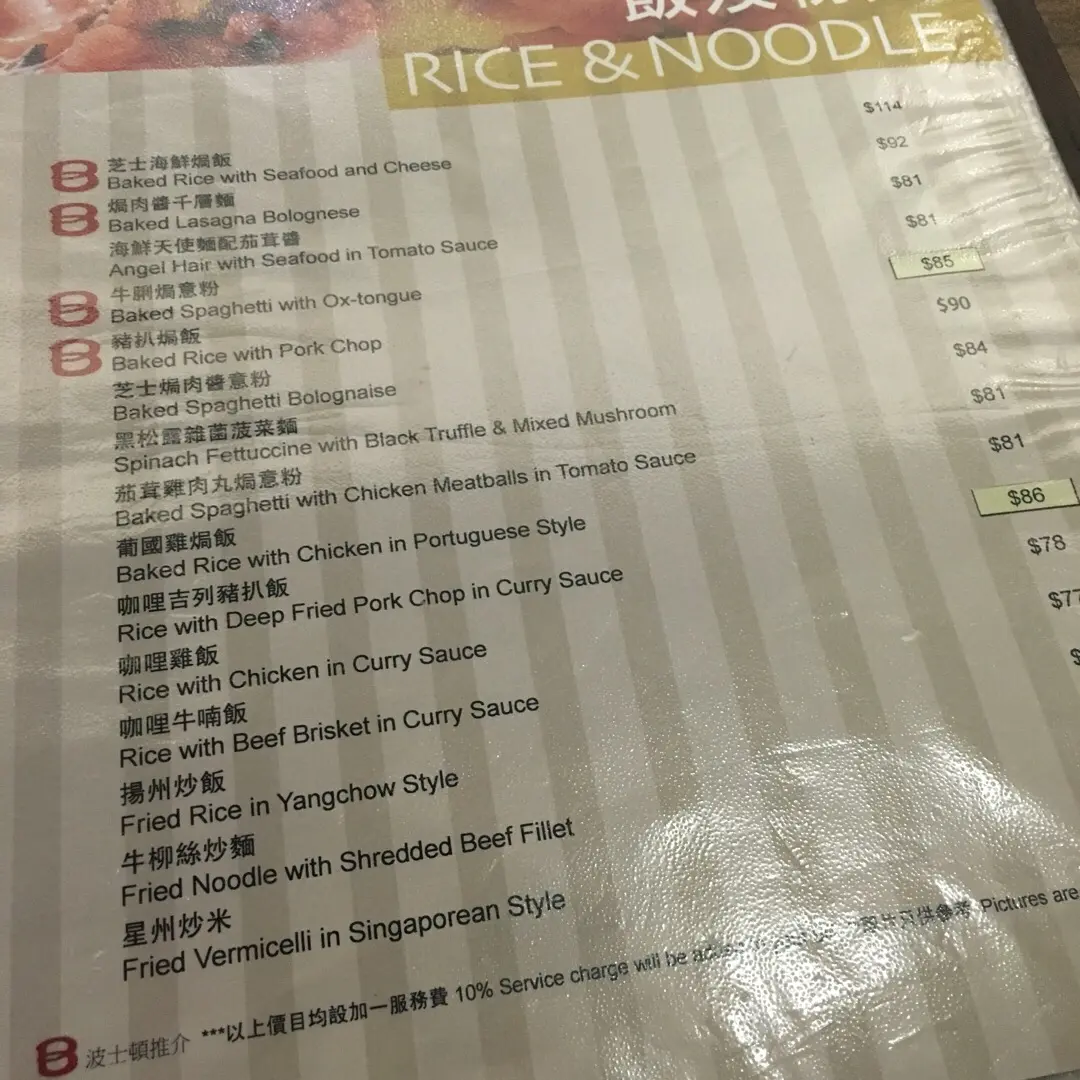 RICE & NOODLE
芝士海鮮焗飯 $114
Baked Rice with Seafood and Cheese
焗肉醬千層麵 $92
Baked Lasagna Bolognese
海鮮天使麵配茄茸醬 $81
Angel Hair with Seafood in Tomato Sauce
牛脷焗意粉 $81
Baked Spaghetti with Ox-tongue
豬扒焗飯 $85
Baked Rice with Pork Chop
芝士焗肉醬意粉 $90
Baked Spaghetti Bolognaise
黑松露雜菌菠菜麵 $84
Spinach Fettuccine with Black Truffle & Mixed Mushroom
茄茸雞肉丸焗意粉 $81
Baked Spaghetti with Chicken Meatballs in Tomato Sauce
葡國雞焗飯 $81
Baked Rice with Chicken in Portuguese Style
咖哩吉列豬扒飯 $86
Rice with Deep Fried Pork Chop in Curry Sauce
咖哩雞飯 $78
Rice with Chicken in Curry Sauce
咖哩牛喃飯 $77
Rice with Beef Brisket in Curry Sauce
揚州炒飯
Fried Rice in Yangchow Style
牛柳絲炒麵
Fried Noodle with Shredded Beef Fillet
星州炒米
Fried Vermicelli in Singaporean Style
波士頓推介 ***以上價目均設加一服務費 10% Service charge will be Pictures are